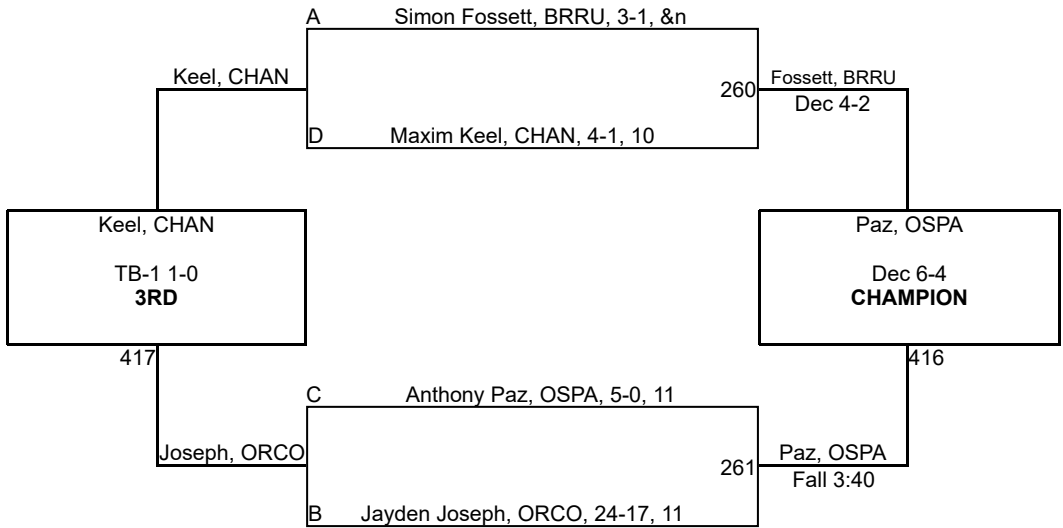 A
Simon Fossett, BRRU, 3-1, &n
Keel, CHAN
260
Fossett, BRRU
Dec 4-2
D
Maxim Keel, CHAN, 4-1, 10
Keel, CHAN
TB-1 1-0
3RD
Paz, OSPA
Dec 6-4
CHAMPION
417
416
C
Anthony Paz, OSPA, 5-0, 11
Joseph, ORCO
261
Paz, OSPA
Fall 3:40
B
Jayden Joseph, ORCO, 24-17, 11